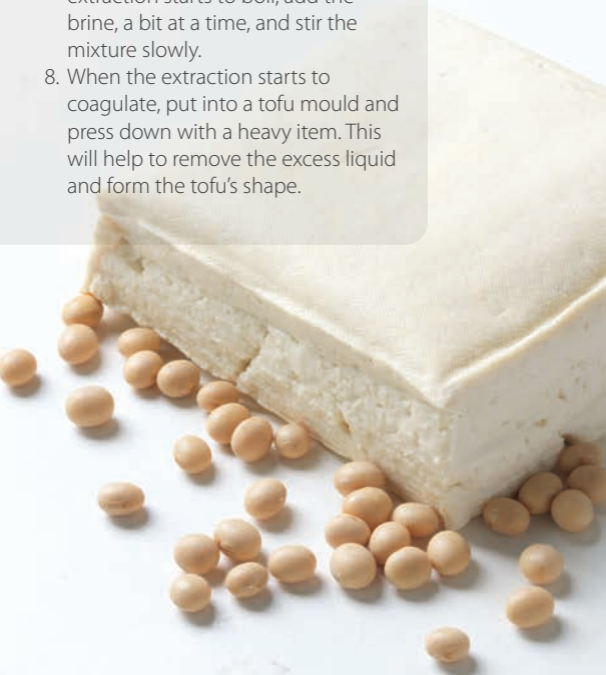 extraction starts to boil, add the
brine, a bit at a time, and stir the
mixture slowly.
8. When the extraction starts to
coagulate, put into a tofu mould and
press down with a heavy item. This
will help to remove the excess liquid
and form the tofu's shape.